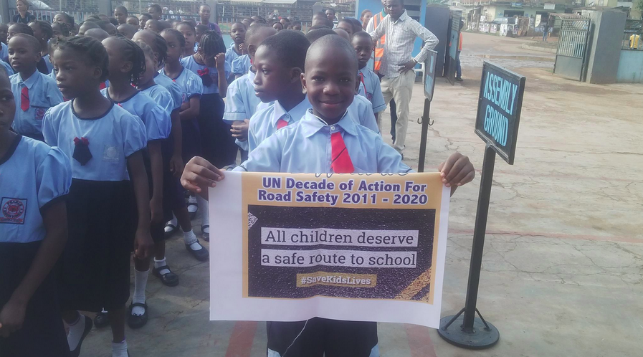 ASSEMBLY
GROUND
UN Decade of Action For
Road Safety 2011 - 2020
All children deserve
a safe route to school
#SaveKidsLives